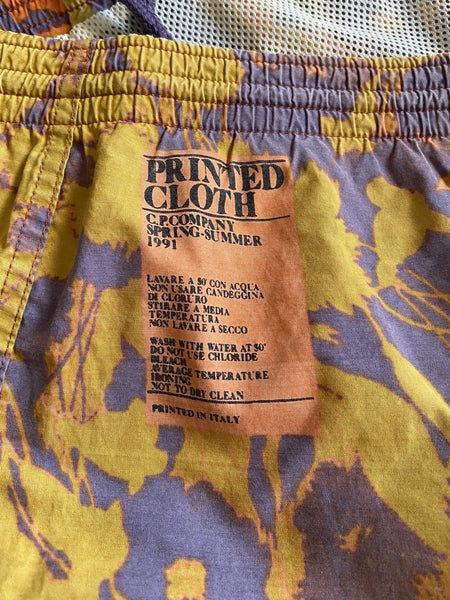 PRINTED
CLOTH
C.P. COMPANY
SPRING-SUMMER
1991
LAVARE A 30° CON ACQUA
NON USARE CANDEGGINA
DI CLORURO
STIRARE A MEDIA
TEMPERATURA
NON LAVARE A SECCO
WASH WITH WATER AT 30°
DO NOT USE CHLORIDE
BLEACH
AVERAGE TEMPERATURE
IRONING
NOT TO DRY CLEAN
PRINTED IN ITALY